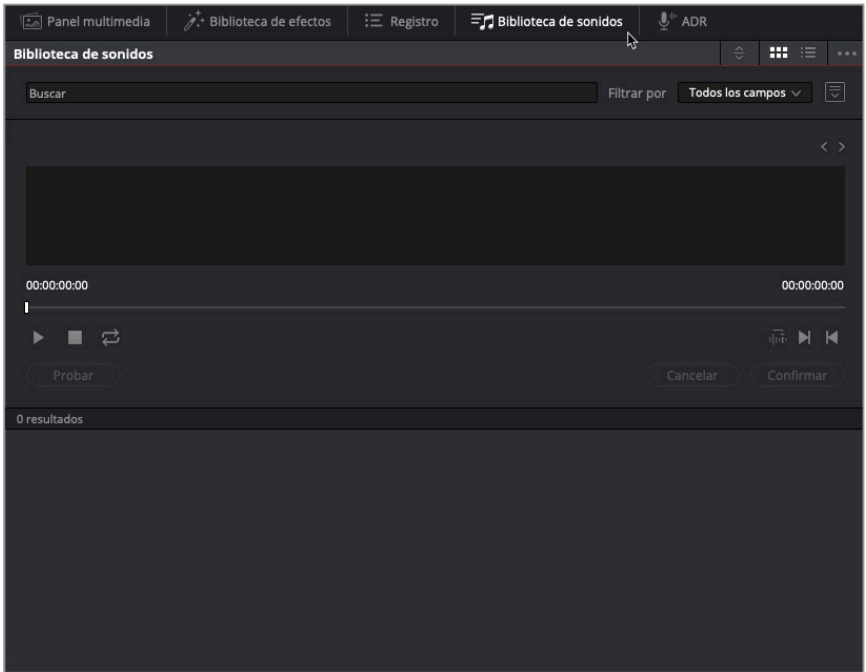 Panel multimedia Biblioteca de efectos Registro Biblioteca de sonidos ADR
Biblioteca de sonidos
Buscar Filtrar por Todos los campos
00:00:00:00 00:00:00:00
Probar Cancelar Confirmar
0 resultados